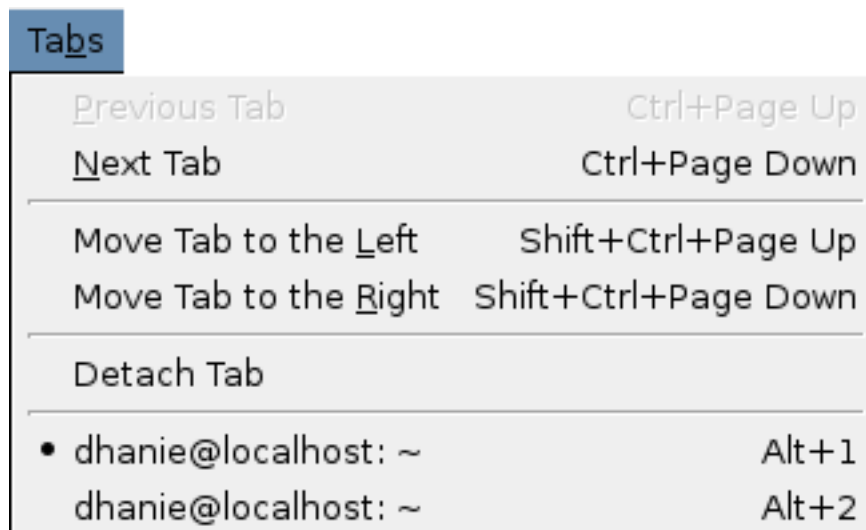 Tabs
Previous Tab Ctrl+Page Up
Next Tab Ctrl+Page Down
Move Tab to the Left Shift+Ctrl+Page Up
Move Tab to the Right Shift+Ctrl+Page Down
Detach Tab
• dhanie@localhost: ~ Alt+1
dhanie@localhost: ~ Alt+2